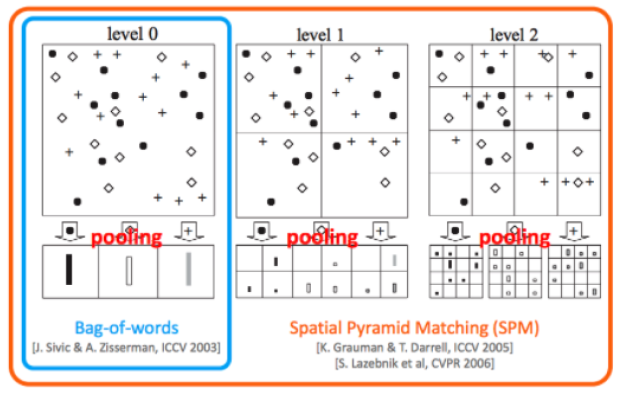 level 0
level 1
level 2
pooling
pooling
pooling
Bag-of-words
[J. Sivic & A. Zisserman, ICCV 2003]
Spatial Pyramid Matching (SPM)
[K. Grauman & T. Darrell, ICCV 2005]
[S. Lazebnik et al, CVPR 2006]